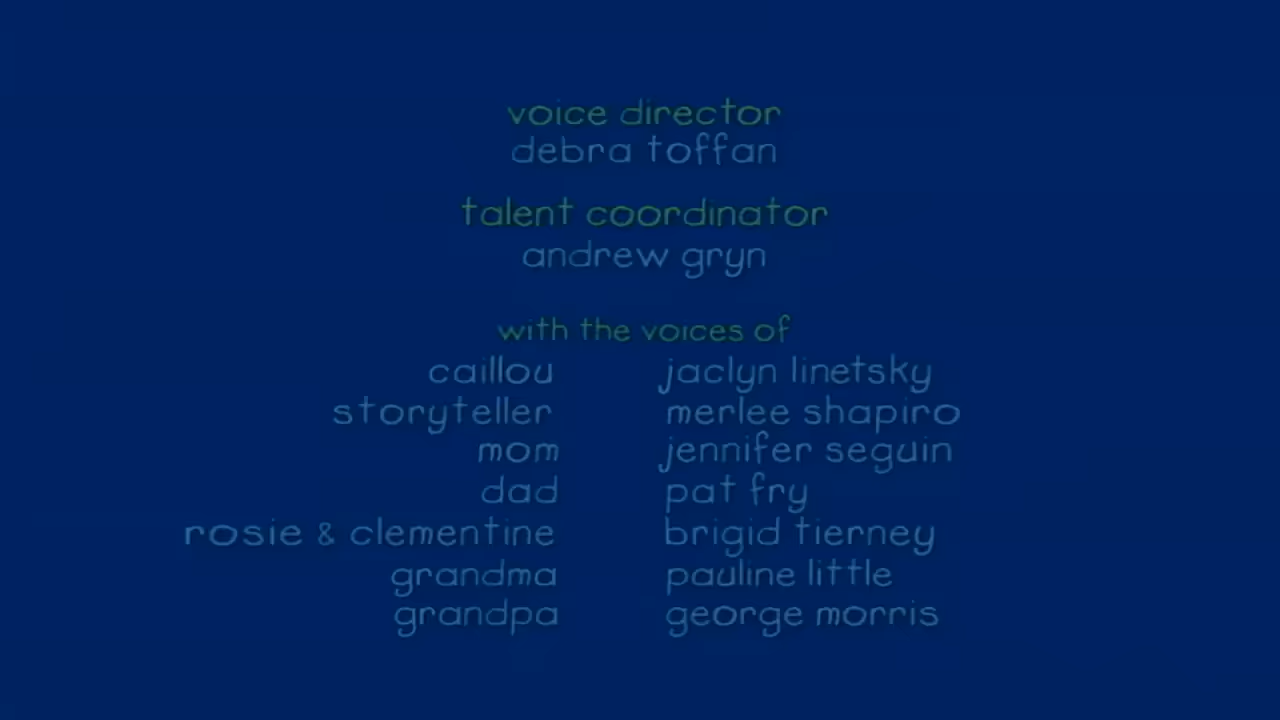 voice director
debra toffan
talent coordinator
andrew gryn
with the voices of
caillou jaclyn linetsky
storyteller merlee shapiro
mom jennifer seguin
dad pat fry
rosie & clementine brigid tierney
grandma pauline little
grandpa george morris